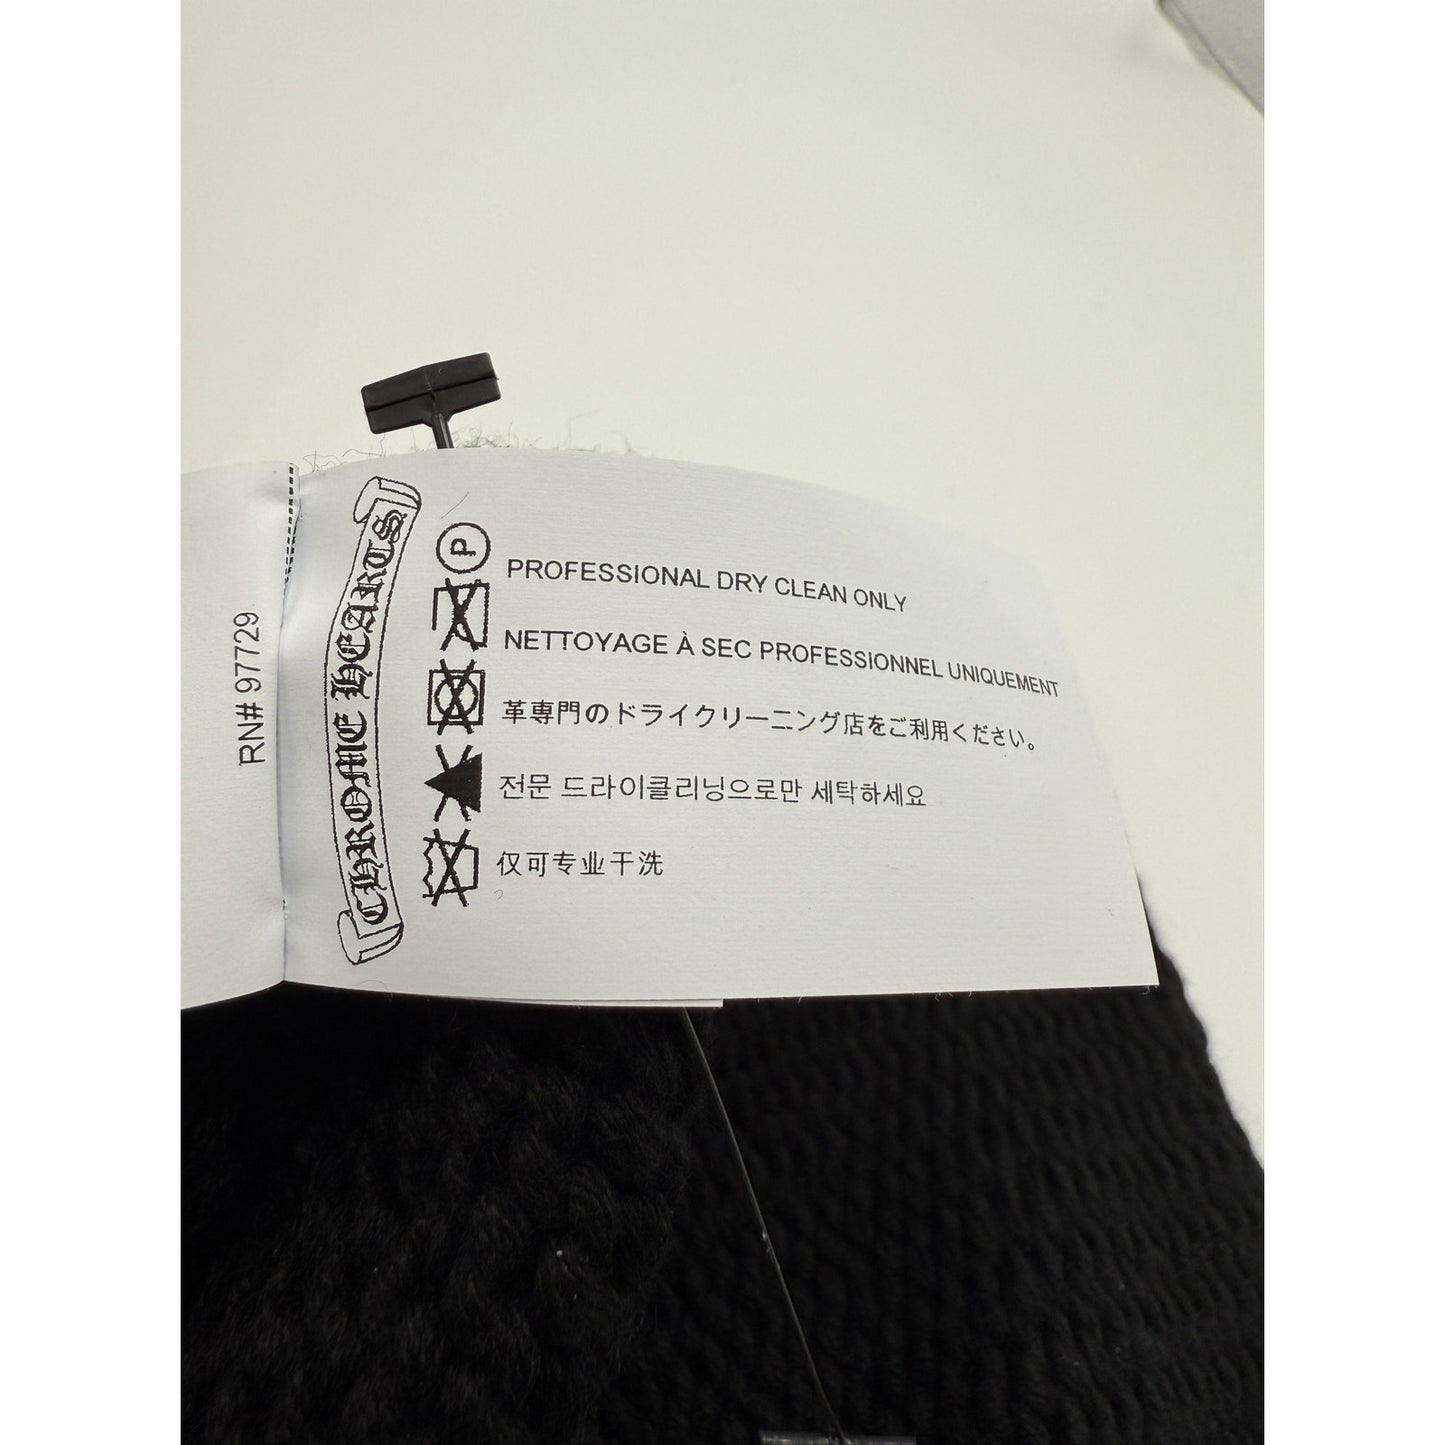 RN# 97729
CHROME HEARTS
P
PROFESSIONAL DRY CLEAN ONLY
NETTOYAGE À SEC PROFESSIONNEL UNIQUEMENT
革専門のドライクリーニング店をご利用ください。
전문 드라이클리닝으로만 세탁하세요
仅可专业干洗